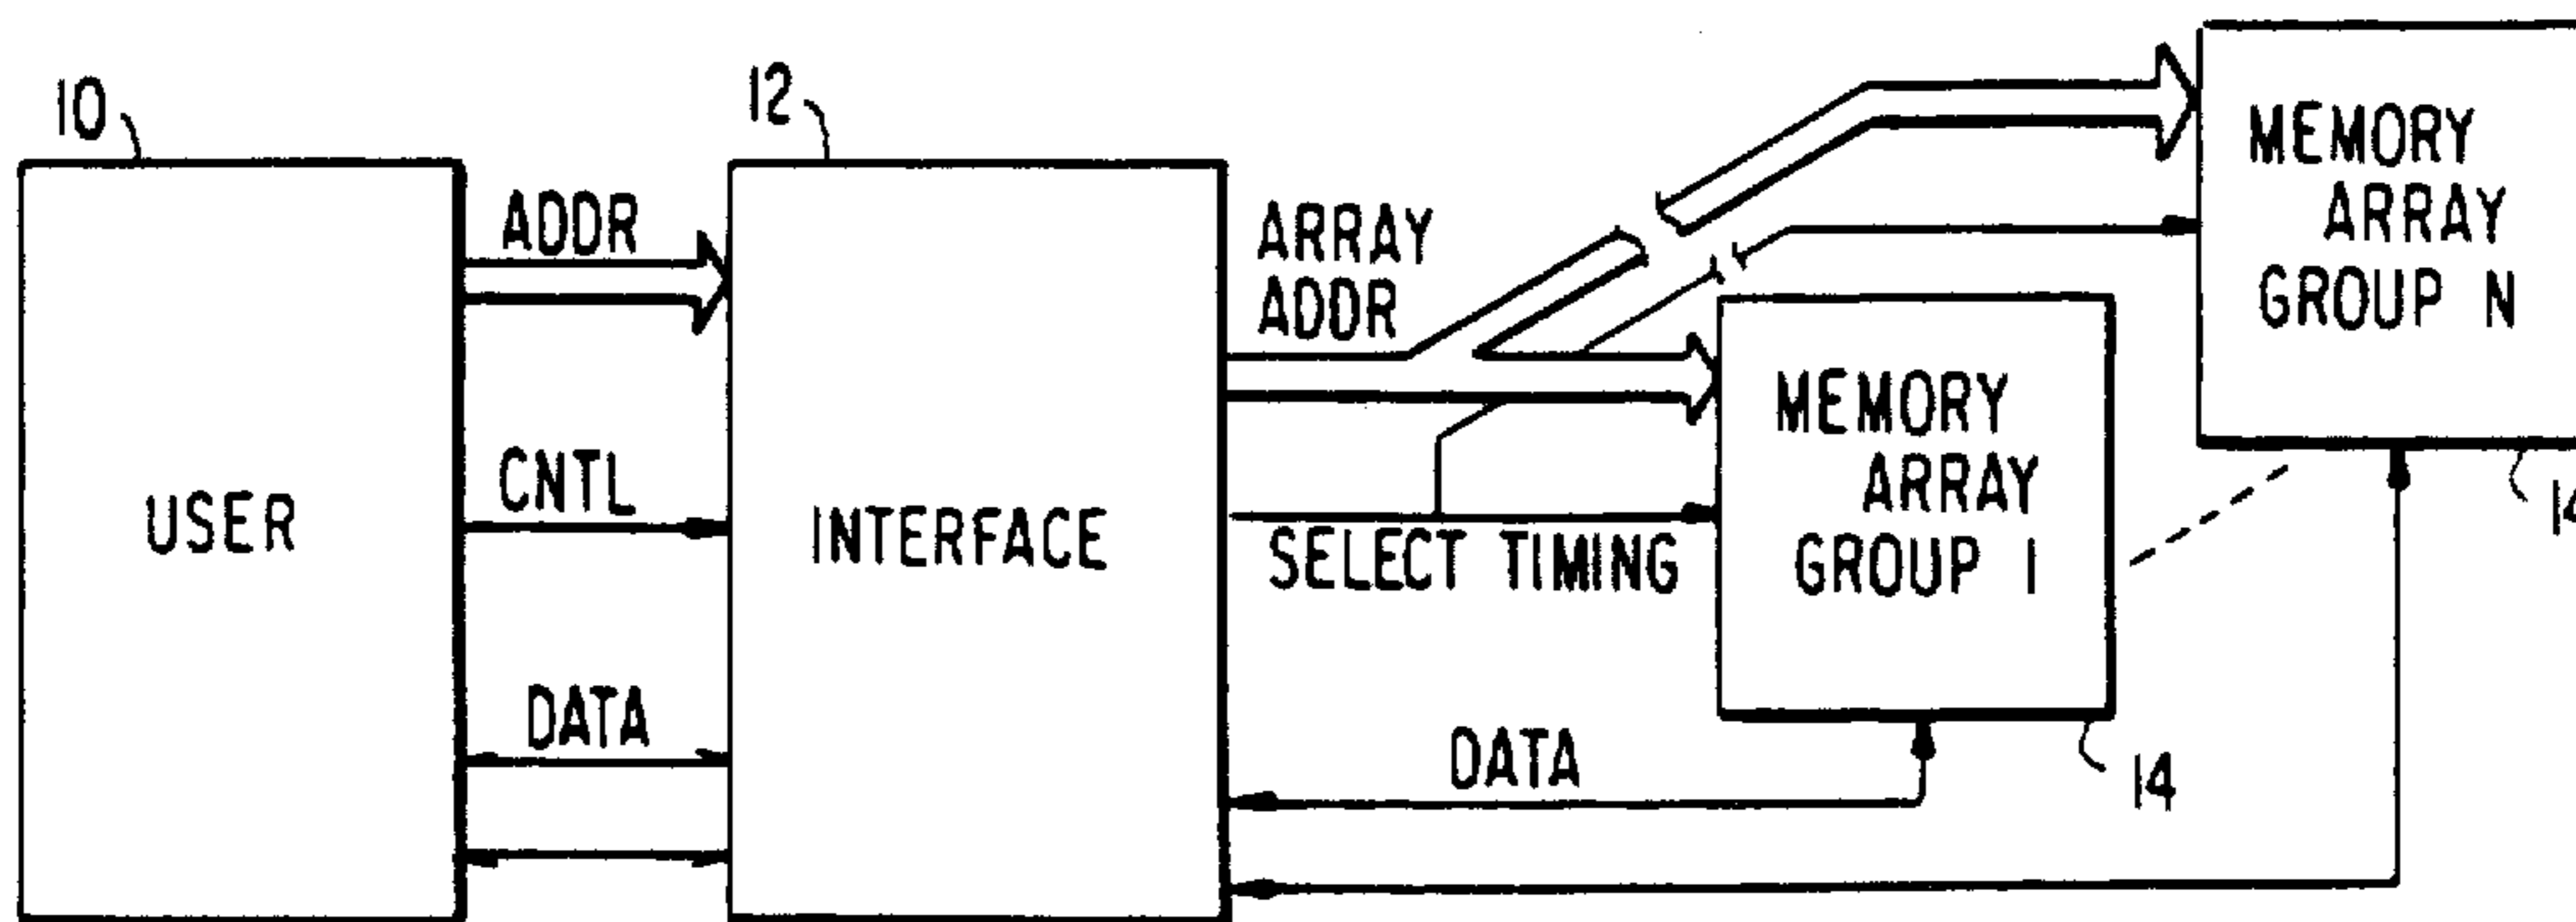 10
12
USER
ADDR
CNTL
DATA
INTERFACE
ARRAY
ADDR
SELECT TIMING
DATA
MEMORY
ARRAY
GROUP 1
14
MEMORY
ARRAY
GROUP N
14